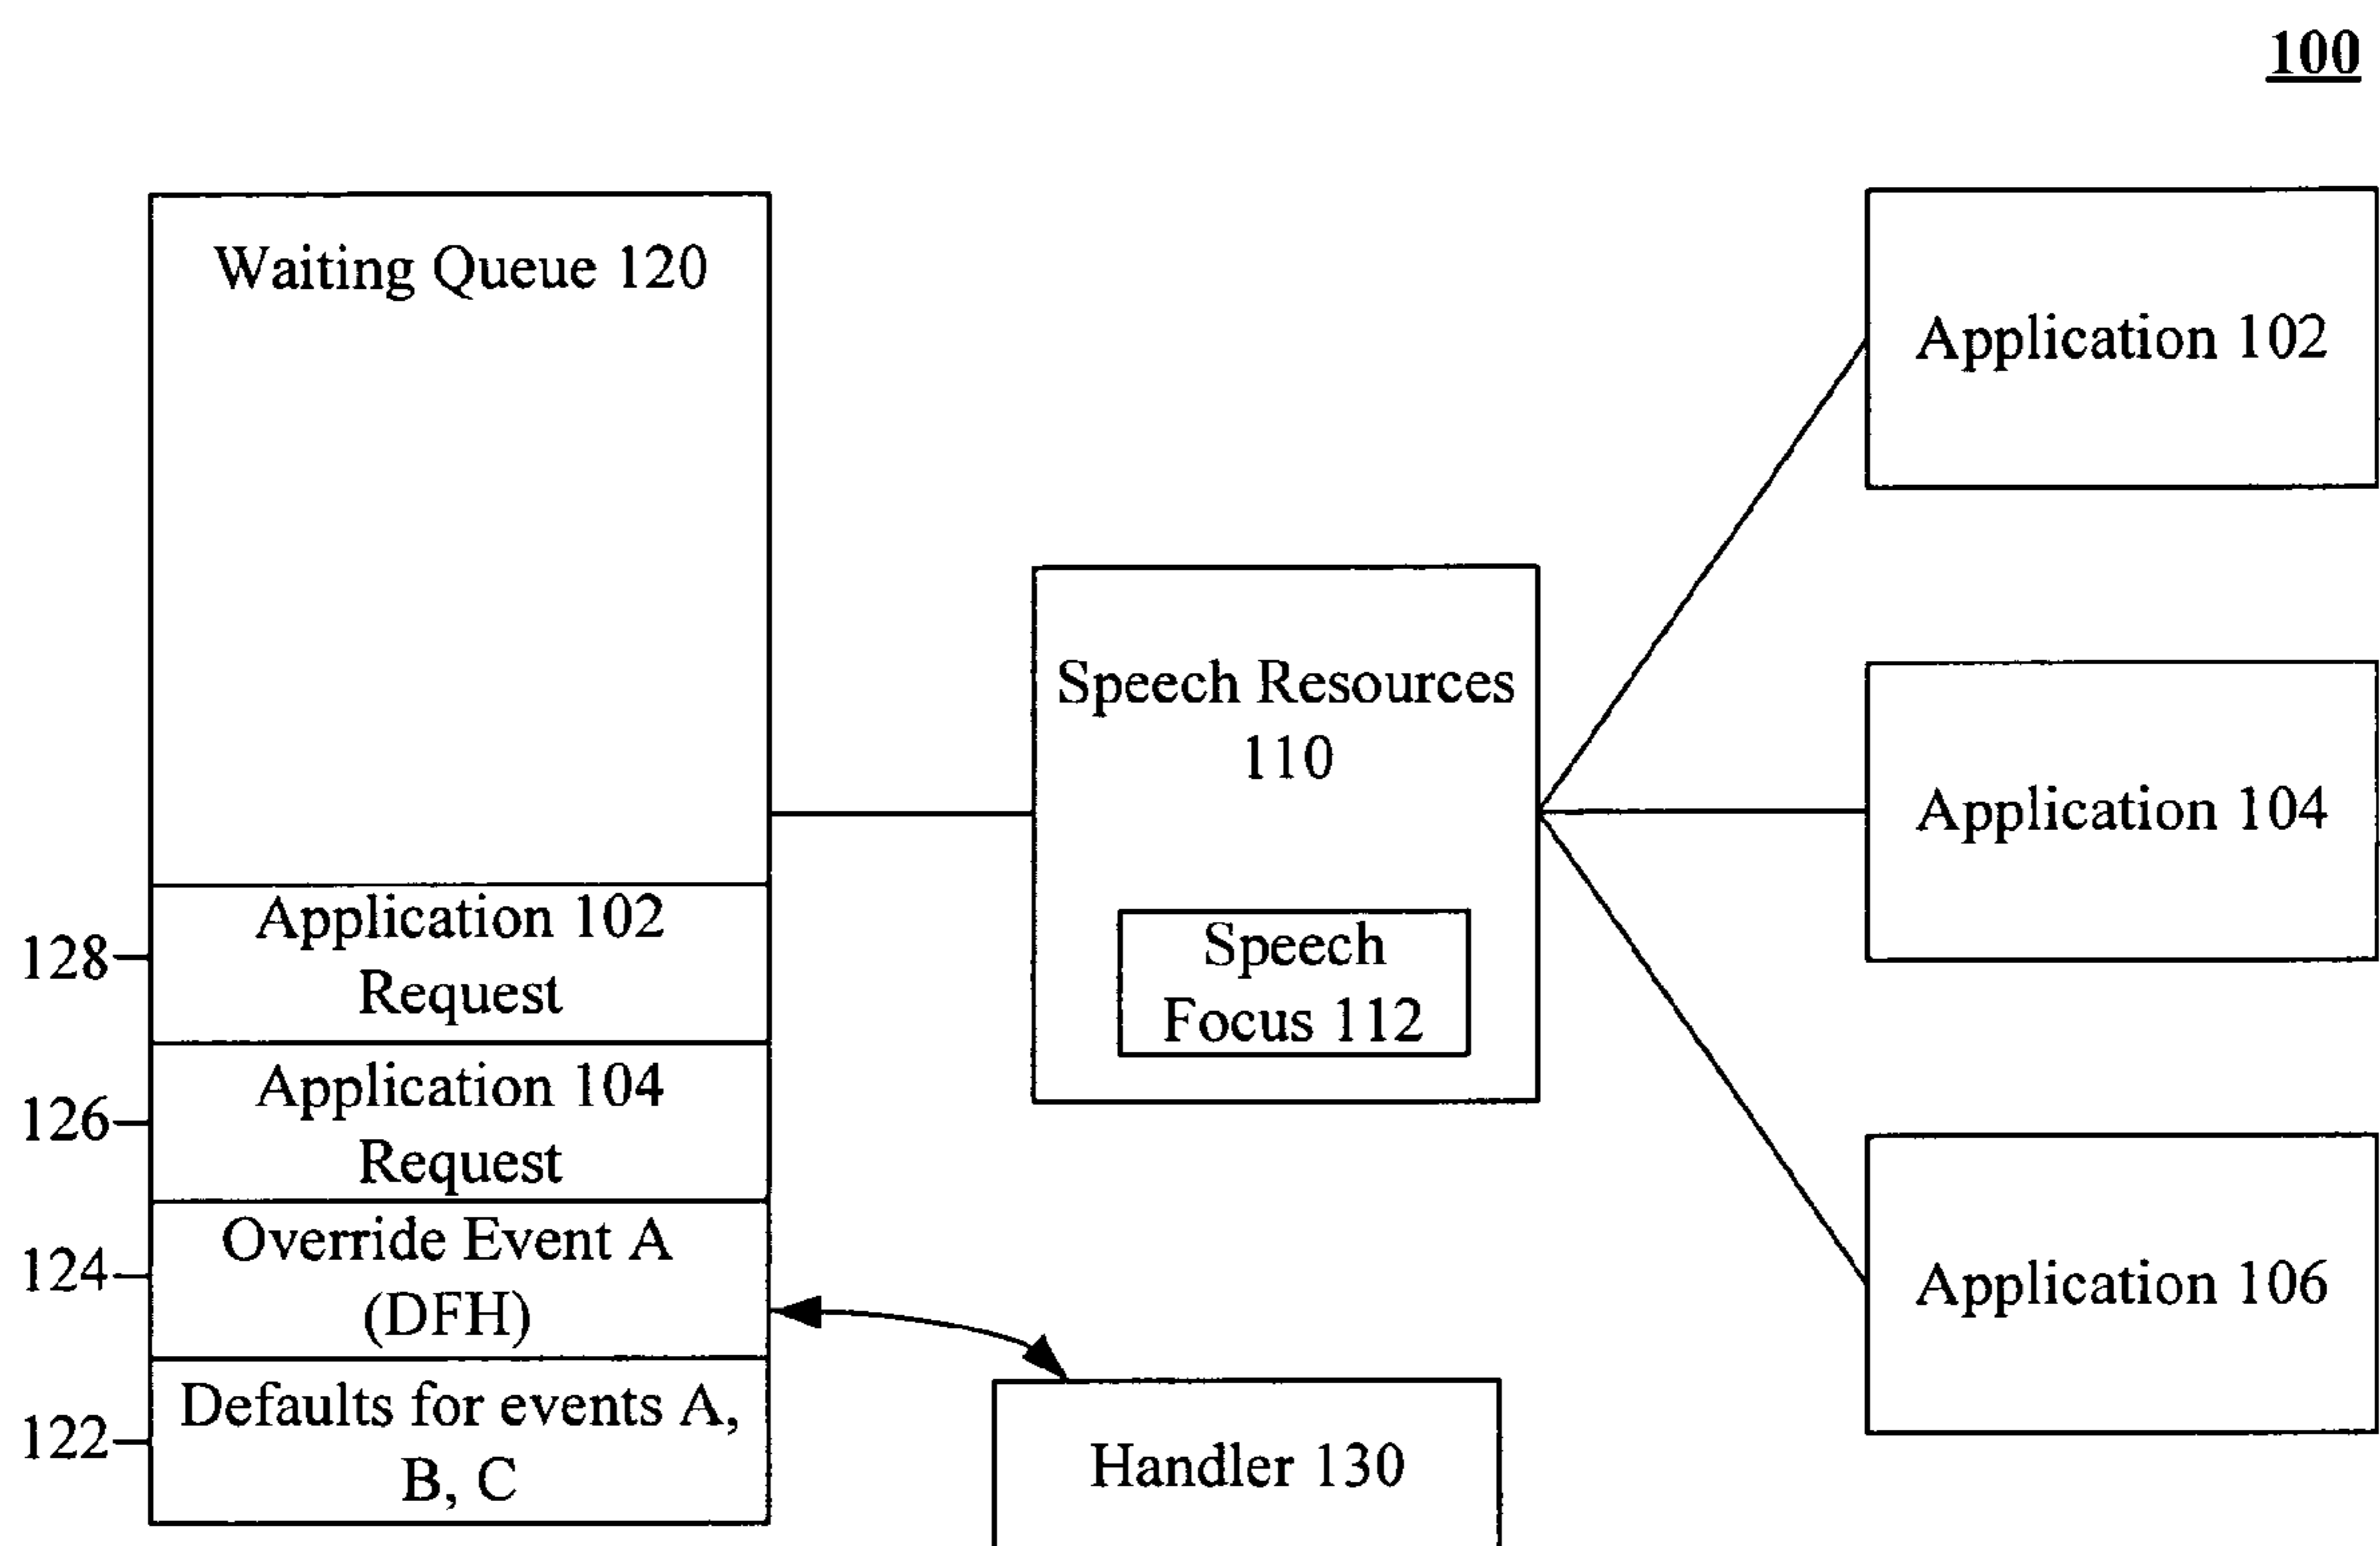 100
Waiting Queue 120
Application 102
Request
128
Application 104
Request
126
Override Event A
(DFH)
124
Defaults for events A,
B, C
122
Speech Resources
110
Speech
Focus 112
Handler 130
Application 102
Application 104
Application 106